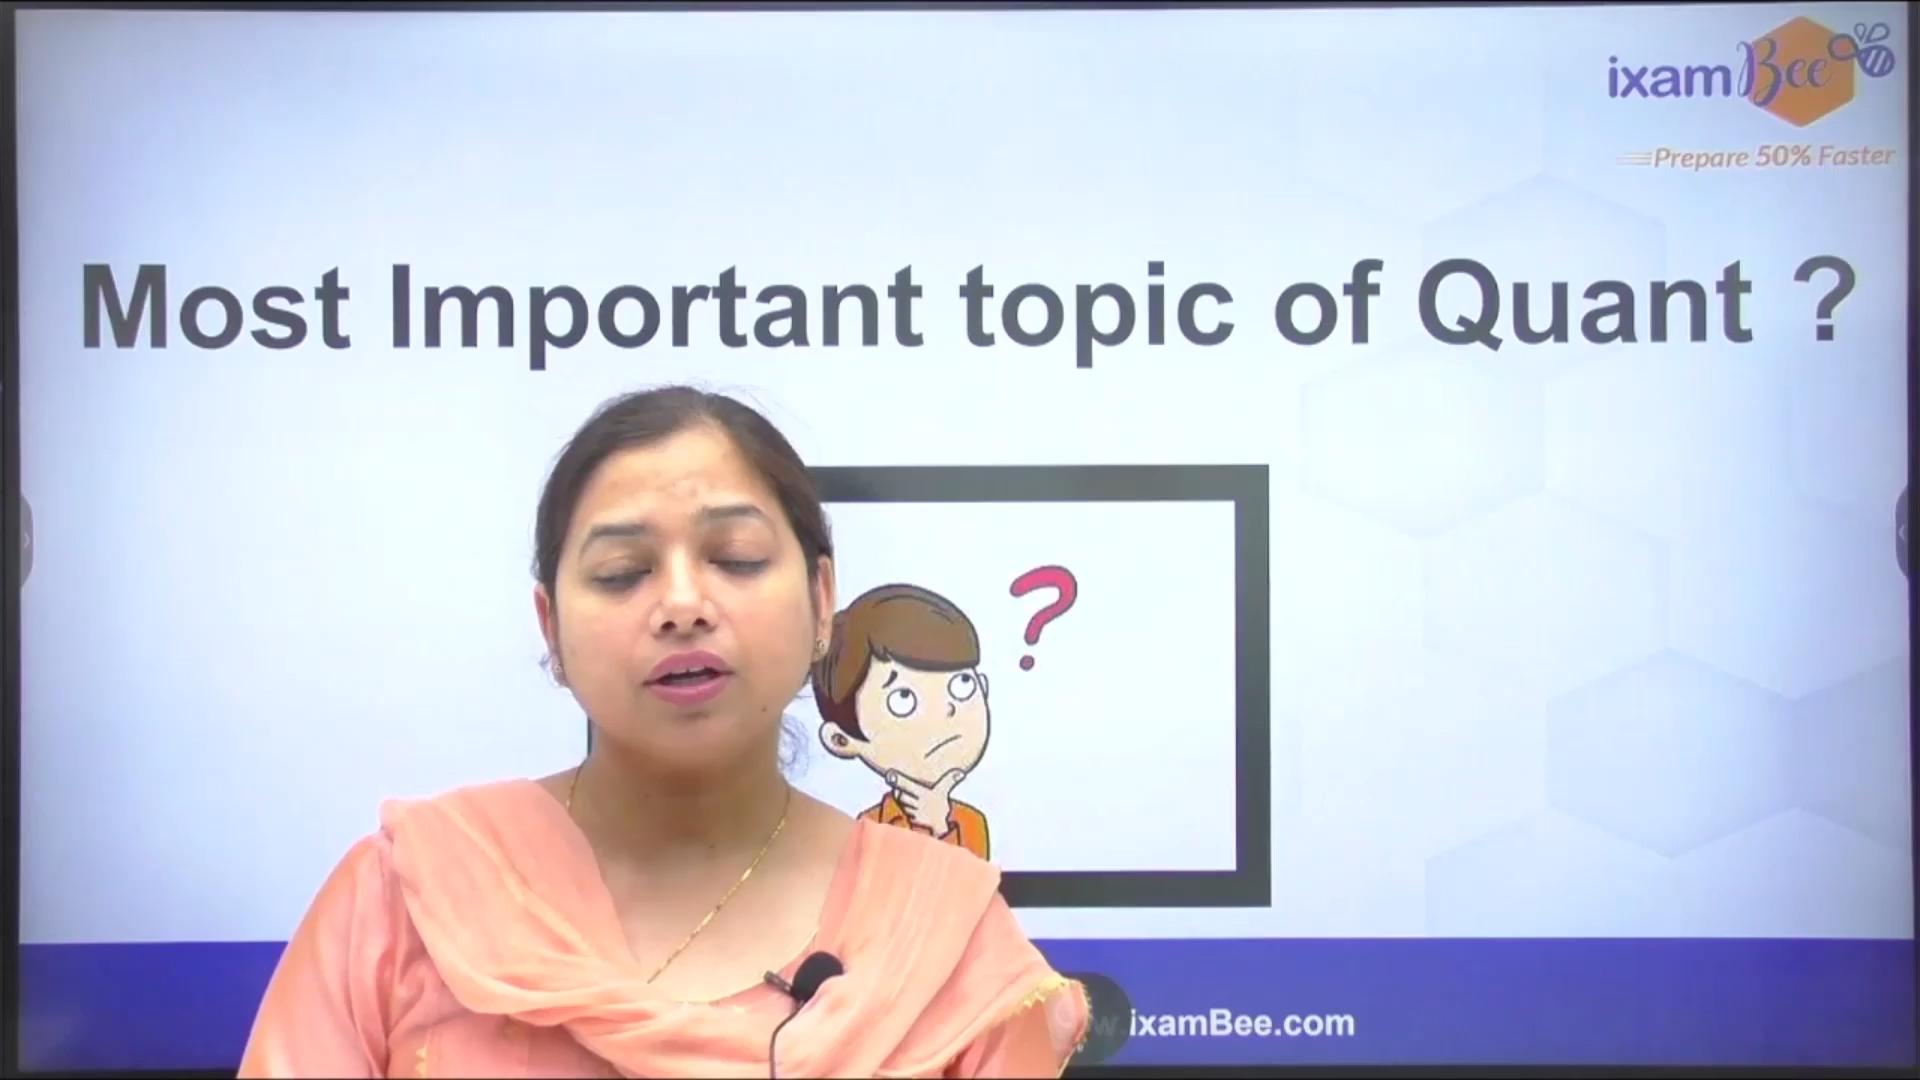 ixamBee
Prepare 50% Faster
Most Important topic of Quant ?
?
w.ixamBee.com